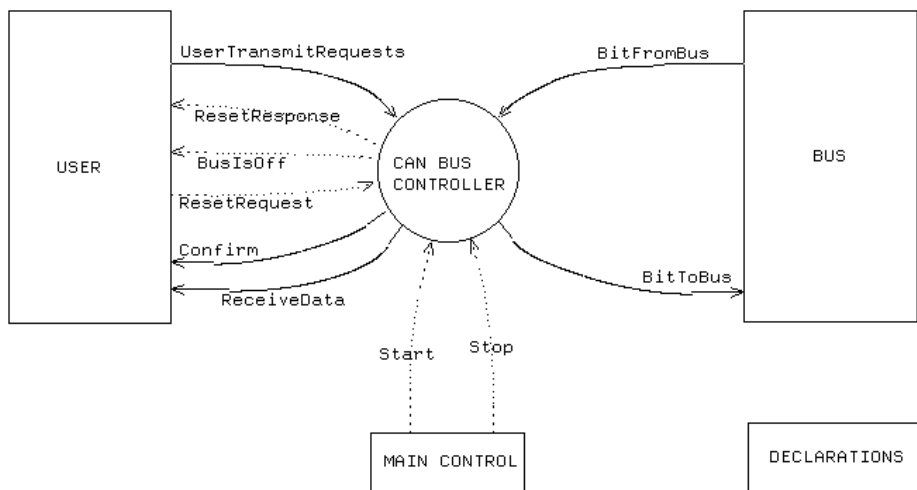 UserTransmitRequests
BitFromBus
ResetResponse
USER
BusIsOff
CAN BUS
CONTROLLER
BUS
ResetRequest
Confirm
ReceiveData
BitToBus
Start
Stop
MAIN CONTROL
DECLARATIONS